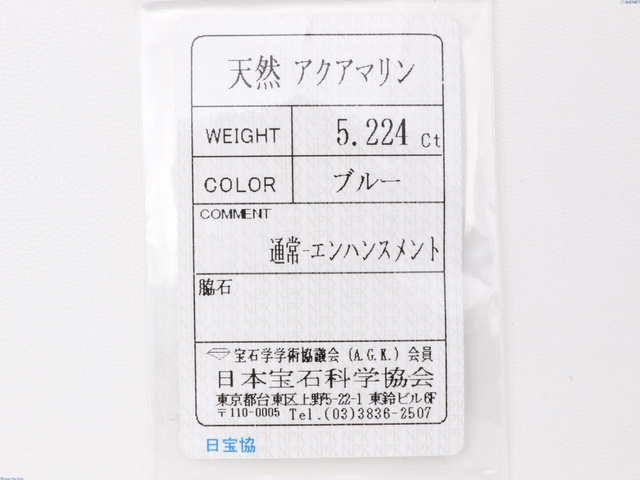 天然 アクアマリン
WEIGHT 5.224 Ct
COLOR ブルー
COMMENT
通常-エンハンスメント
脇石
宝石学学術協議会 (A.G.K.) 会員
日本宝石科学協会
東京都台東区上野5-22-1 東鈴ビル6F
〒110-0005 Tel.(03)3836-2507
日宝協